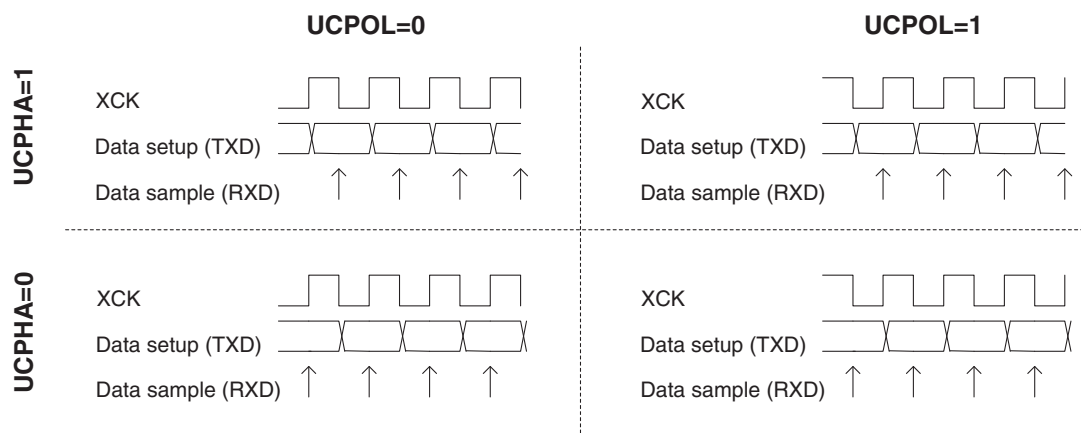 UCPOL=0
UCPOL=1
UCPHA=1
XCK
Data setup (TXD)
Data sample (RXD)
XCK
Data setup (TXD)
Data sample (RXD)
UCPHA=0
XCK
Data setup (TXD)
Data sample (RXD)
XCK
Data setup (TXD)
Data sample (RXD)